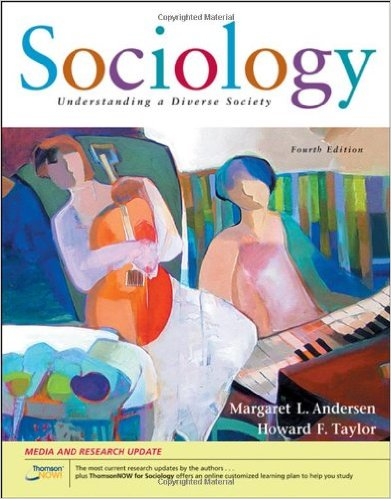 Copyrighted Material
Sociology
Understanding a Diverse Society
Fourth Edition
Margaret L. Andersen
Howard F. Taylor
MEDIA AND RESEARCH UPDATE
Thomson
NOW!
The most current research updates by the authors . . .
plus ThomsonNOW for Sociology offers an online customized learning plan to help you study
Copyrighted Material